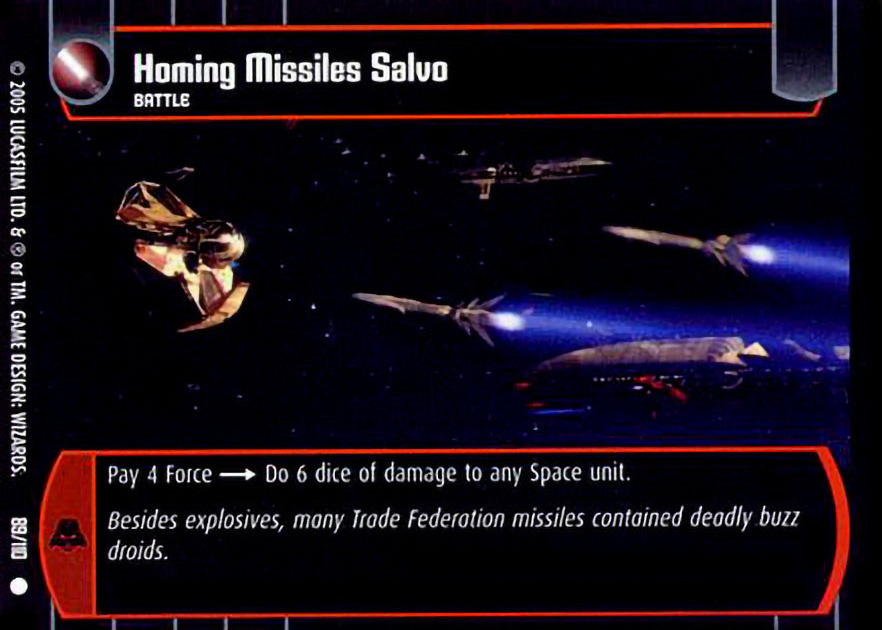 Homing Missiles Salvo
BATTLE
Pay 4 Force → Do 6 dice of damage to any Space unit.
Besides explosives, many Trade Federation missiles contained deadly buzz
droids.
© 2005 LUCASFILM LTD. & ® or TM. GAME DESIGN: WIZARDS. 89/110